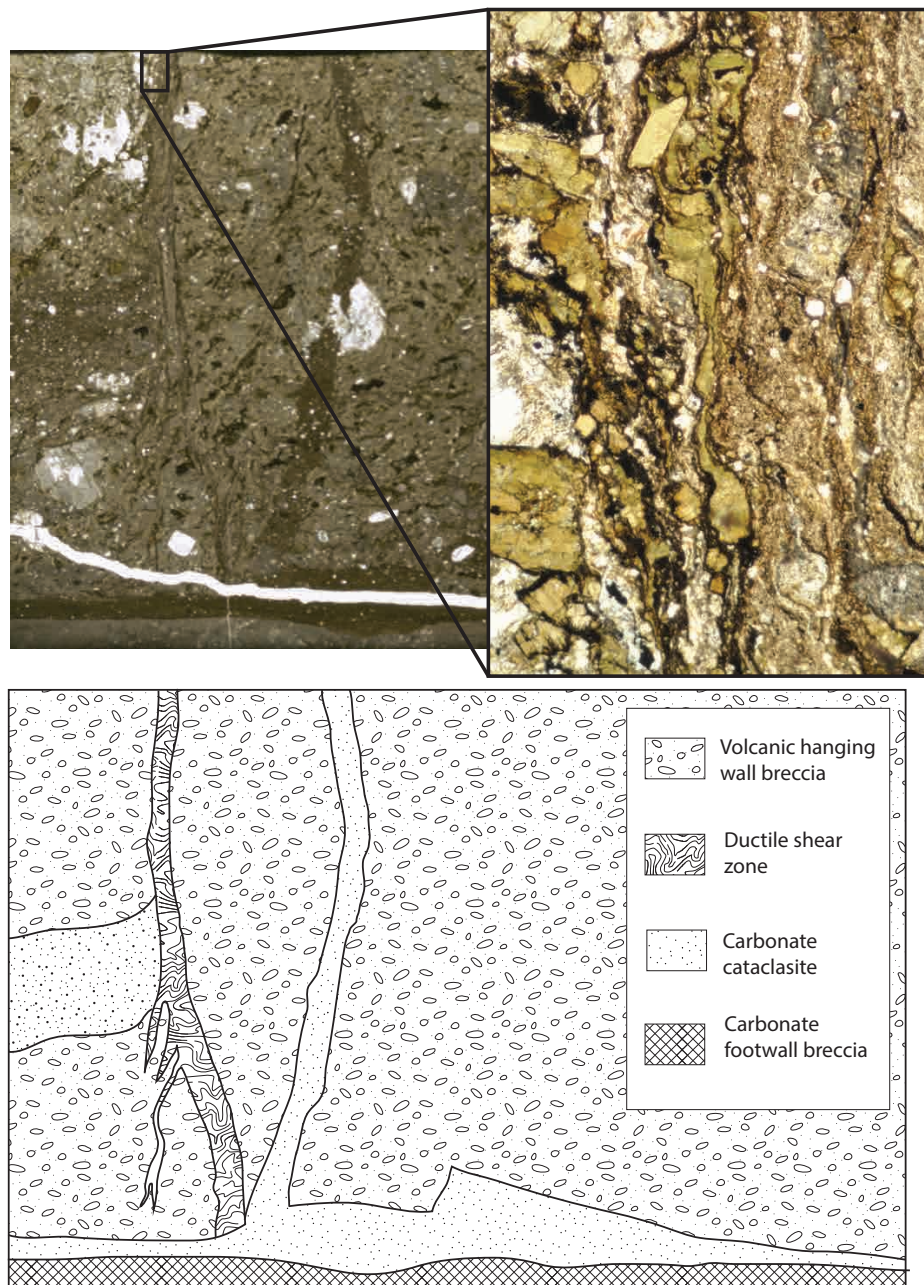 Volcanic hanging
wall breccia
Ductile shear
zone
Carbonate
cataclasite
Carbonate
footwall breccia